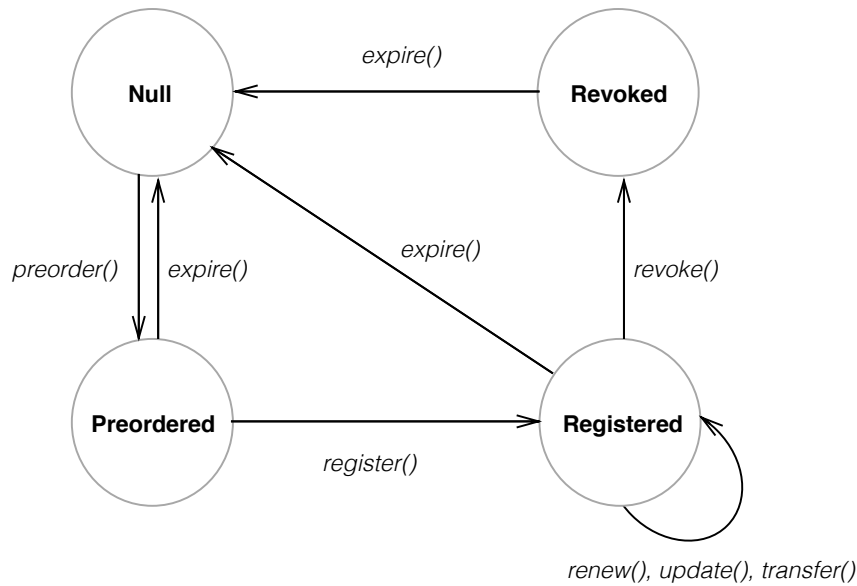 expire()
Null
Revoked
expire()
preorder()
expire()
revoke()
Preordered
Registered
register()
renew(), update(), transfer()